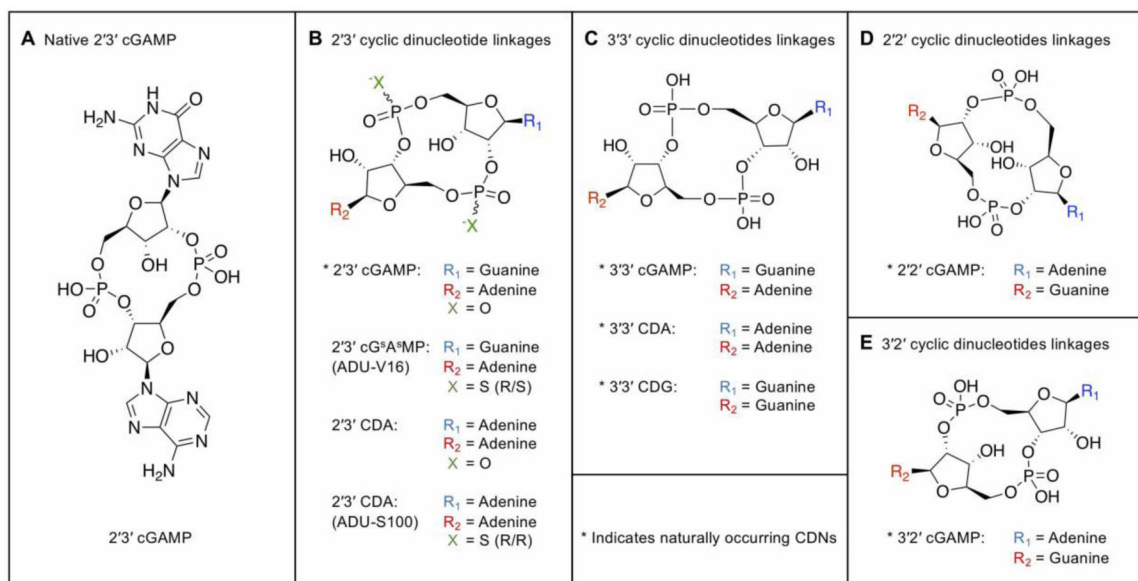 A Native 2′3′ cGAMP
H₂N
NH
O
N
N
N
N
O
OH
O
O
P
O
OH
HO
P
O
O
O
O
HO
N
N
N
N
H₂N
2′3′ cGAMP
B 2′3′ cyclic dinucleotide linkages
⁻X
O
P
O
O
R₁
O
HO
HO
O
R₂
O
O
P
O
⁻X
* 2′3′ cGAMP: R₁ = Guanine
R₂ = Adenine
X = O
2′3′ cGˢAˢMP: R₁ = Guanine
(ADU-V16) R₂ = Adenine
X = S (R/S)
2′3′ CDA: R₁ = Adenine
R₂ = Adenine
X = O
2′3′ CDA: R₁ = Adenine
(ADU-S100) R₂ = Adenine
X = S (R/R)
C 3′3′ cyclic dinucleotides linkages
OH
O
P
O
O
R₁
O
HO
O
OH
R₂
O
O
P
O
OH
* 3′3′ cGAMP: R₁ = Guanine
R₂ = Adenine
* 3′3′ CDA: R₁ = Adenine
R₂ = Adenine
* 3′3′ CDG: R₁ = Guanine
R₂ = Guanine
* Indicates naturally occurring CDNs
D 2′2′ cyclic dinucleotides linkages
O
OH
P
R₂
O
O
O
HO
HO
O
O
P
O
HO
O
R₁
* 2′2′ cGAMP: R₁ = Adenine
R₂ = Guanine
E 3′2′ cyclic dinucleotides linkages
OH
O
P
O
O
R₁
O
HO
O
OH
R₂
O
O
P
O
OH
* 3′2′ cGAMP: R₁ = Adenine
R₂ = Guanine